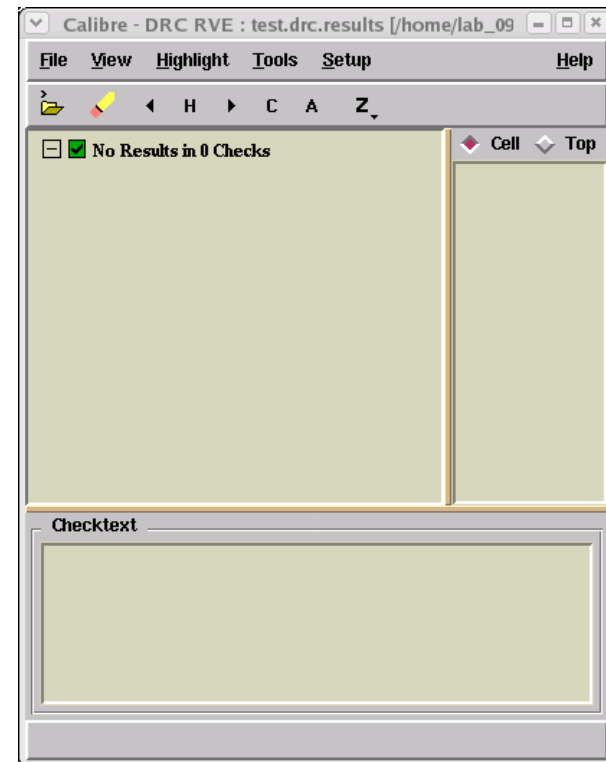 Calibre - DRC RVE : test.drc.results [/home/lab_09
File View Highlight Tools Setup Help
H C A Z
No Results in 0 Checks
Cell Top
Checktext